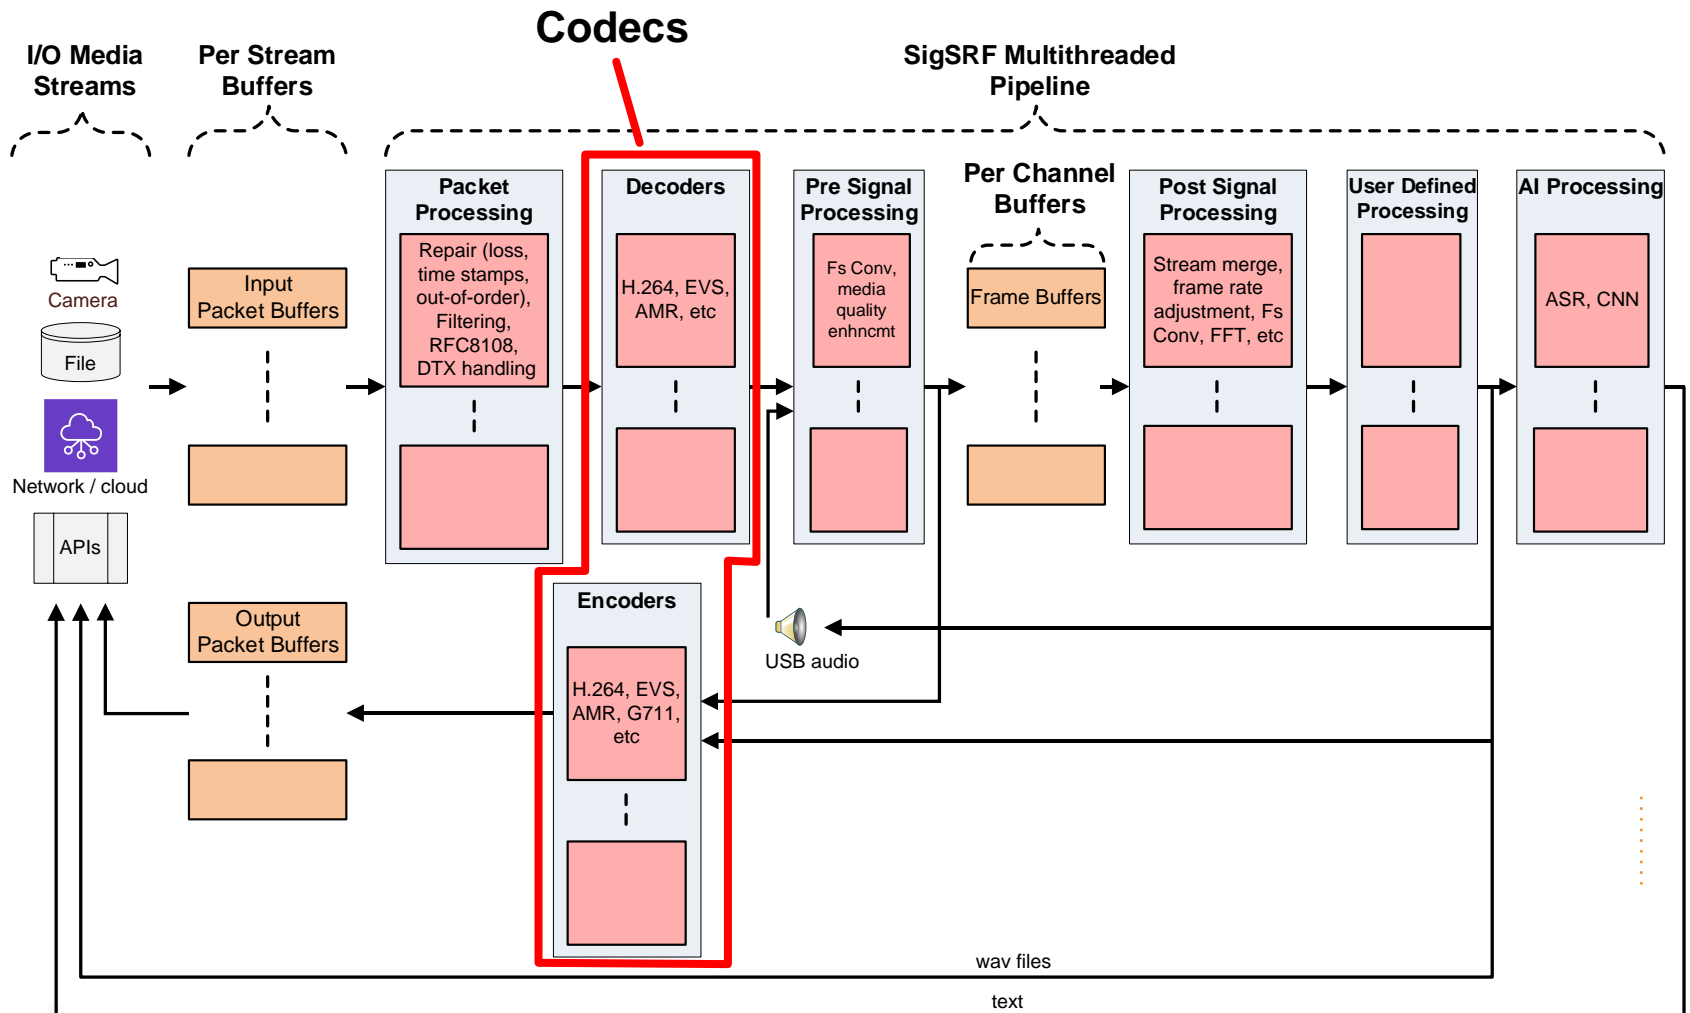 Codecs
I/O Media
Streams
Per Stream
Buffers
SigSRF Multithreaded
Pipeline
Packet
Processing
Repair (loss,
time stamps,
out-of-order),
Filtering,
RFC8108,
DTX handling
Decoders
H.264, EVS,
AMR, etc
Pre Signal
Processing
Fs Conv,
media
quality
enhncmt
Per Channel
Buffers
Frame Buffers
Post Signal
Processing
Stream merge,
frame rate
adjustment, Fs
Conv, FFT, etc
User Defined
Processing
AI Processing
ASR, CNN
Camera
File
Network / cloud
APIs
Input
Packet Buffers
Output
Packet Buffers
Encoders
H.264, EVS,
AMR, G711,
etc
USB audio
wav files
text